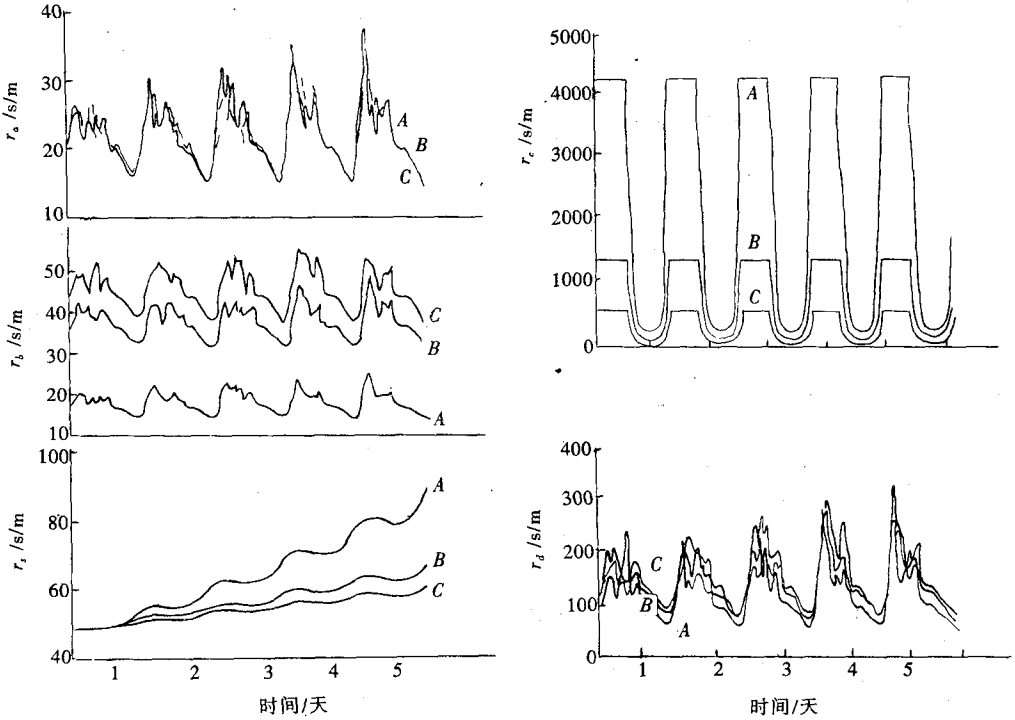 40
30
20
10
r_a /s/m
A
B
C
50
40
30
20
10
r_b /s/m
C
B
A
100
80
60
40
r_s /s/m
A
B
C
1 2 3 4 5
时间/天
5000
4000
3000
2000
1000
0
r_c /s/m
A
B
C
400
300
200
100
0
r_d /s/m
C
B
A
1 2 3 4 5
时间/天